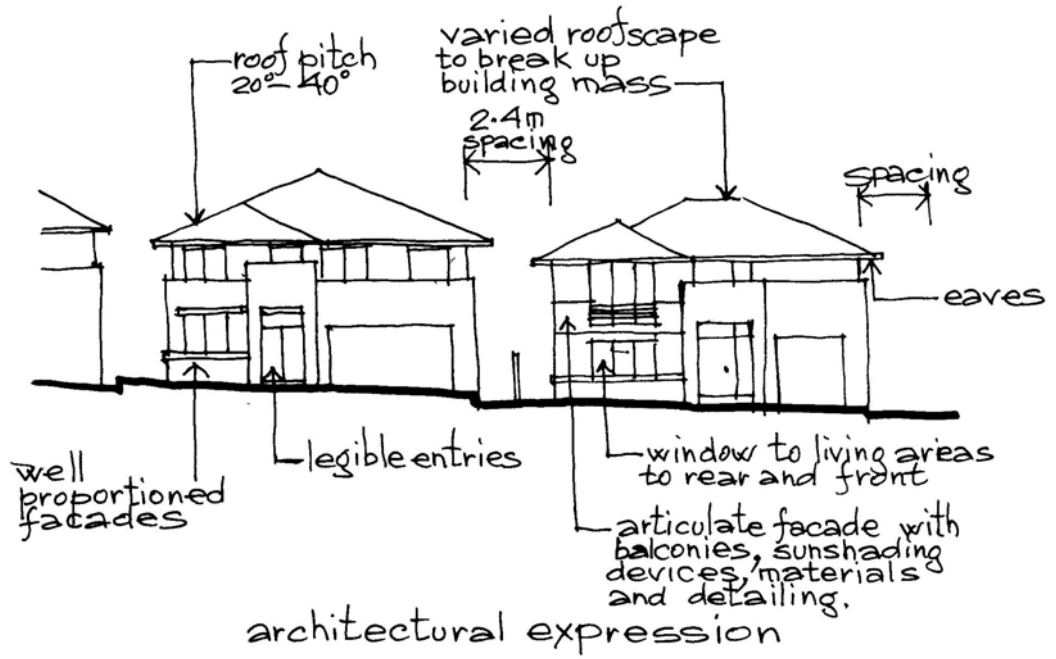 roof pitch
20°- 40°
varied roofscape
to break up
building mass
2.4m
spacing
spacing
eaves
well
proportioned
facades
legible entries
window to living areas
to rear and front
articulate facade with
balconies, sunshading
devices, materials
and detailing.
architectural expression